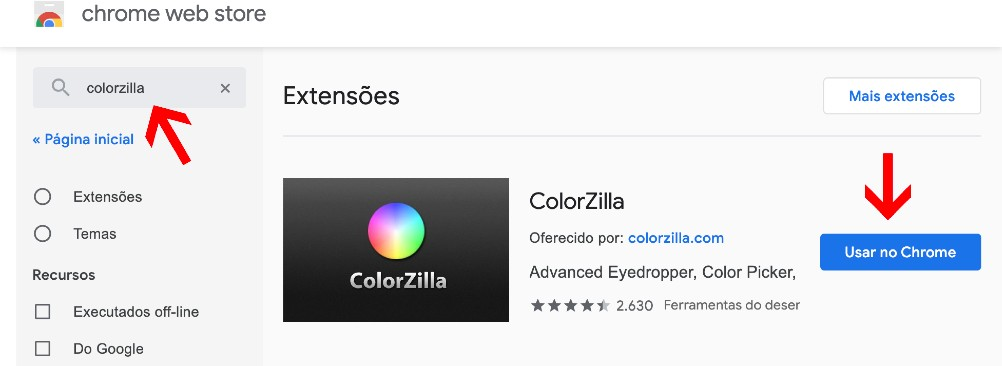 chrome web store
colorzilla
« Página inicial
Extensões
Temas
Recursos
Executados off-line
Do Google
Extensões
Mais extensões
ColorZilla
ColorZilla
Oferecido por: colorzilla.com
Advanced Eyedropper, Color Picker,
2.630 Ferramentas do deser
Usar no Chrome